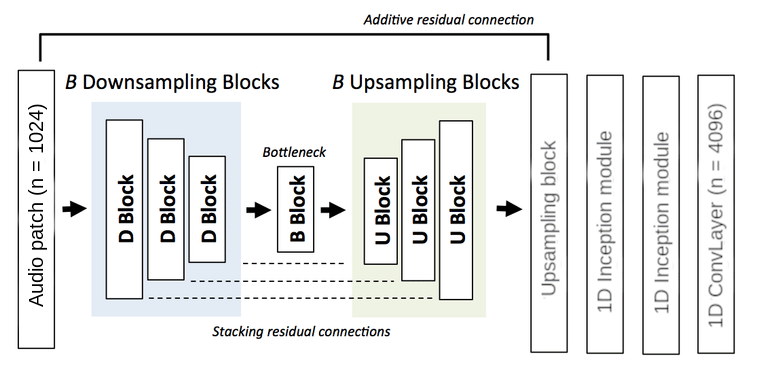 Additive residual connection
B Downsampling Blocks
B Upsampling Blocks
Audio patch (n = 1024)
D Block
D Block
D Block
Bottleneck
B Block
U Block
U Block
U Block
Upsampling block
1D Inception module
1D Inception module
1D ConvLayer (n = 4096)
Stacking residual connections